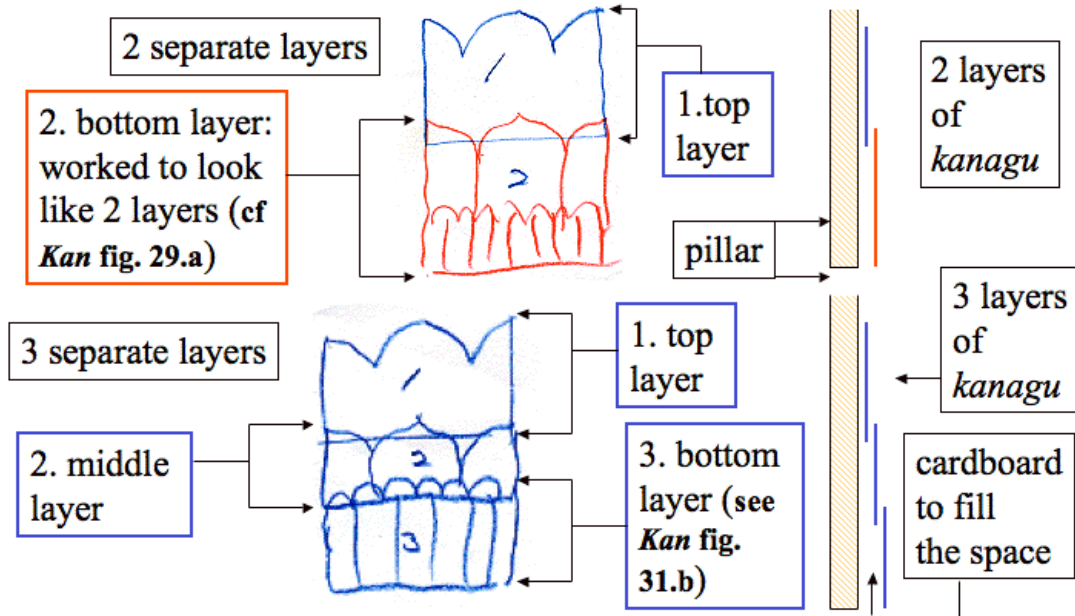 2 separate layers
2. bottom layer:
worked to look
like 2 layers (cf
Kan fig. 29.a)
1
2
1.top
layer
pillar
2 layers
of
kanagu
3 separate layers
2. middle
layer
1
2
3
1. top
layer
3. bottom
layer (see
Kan fig.
31.b)
3 layers
of
kanagu
cardboard
to fill
the space